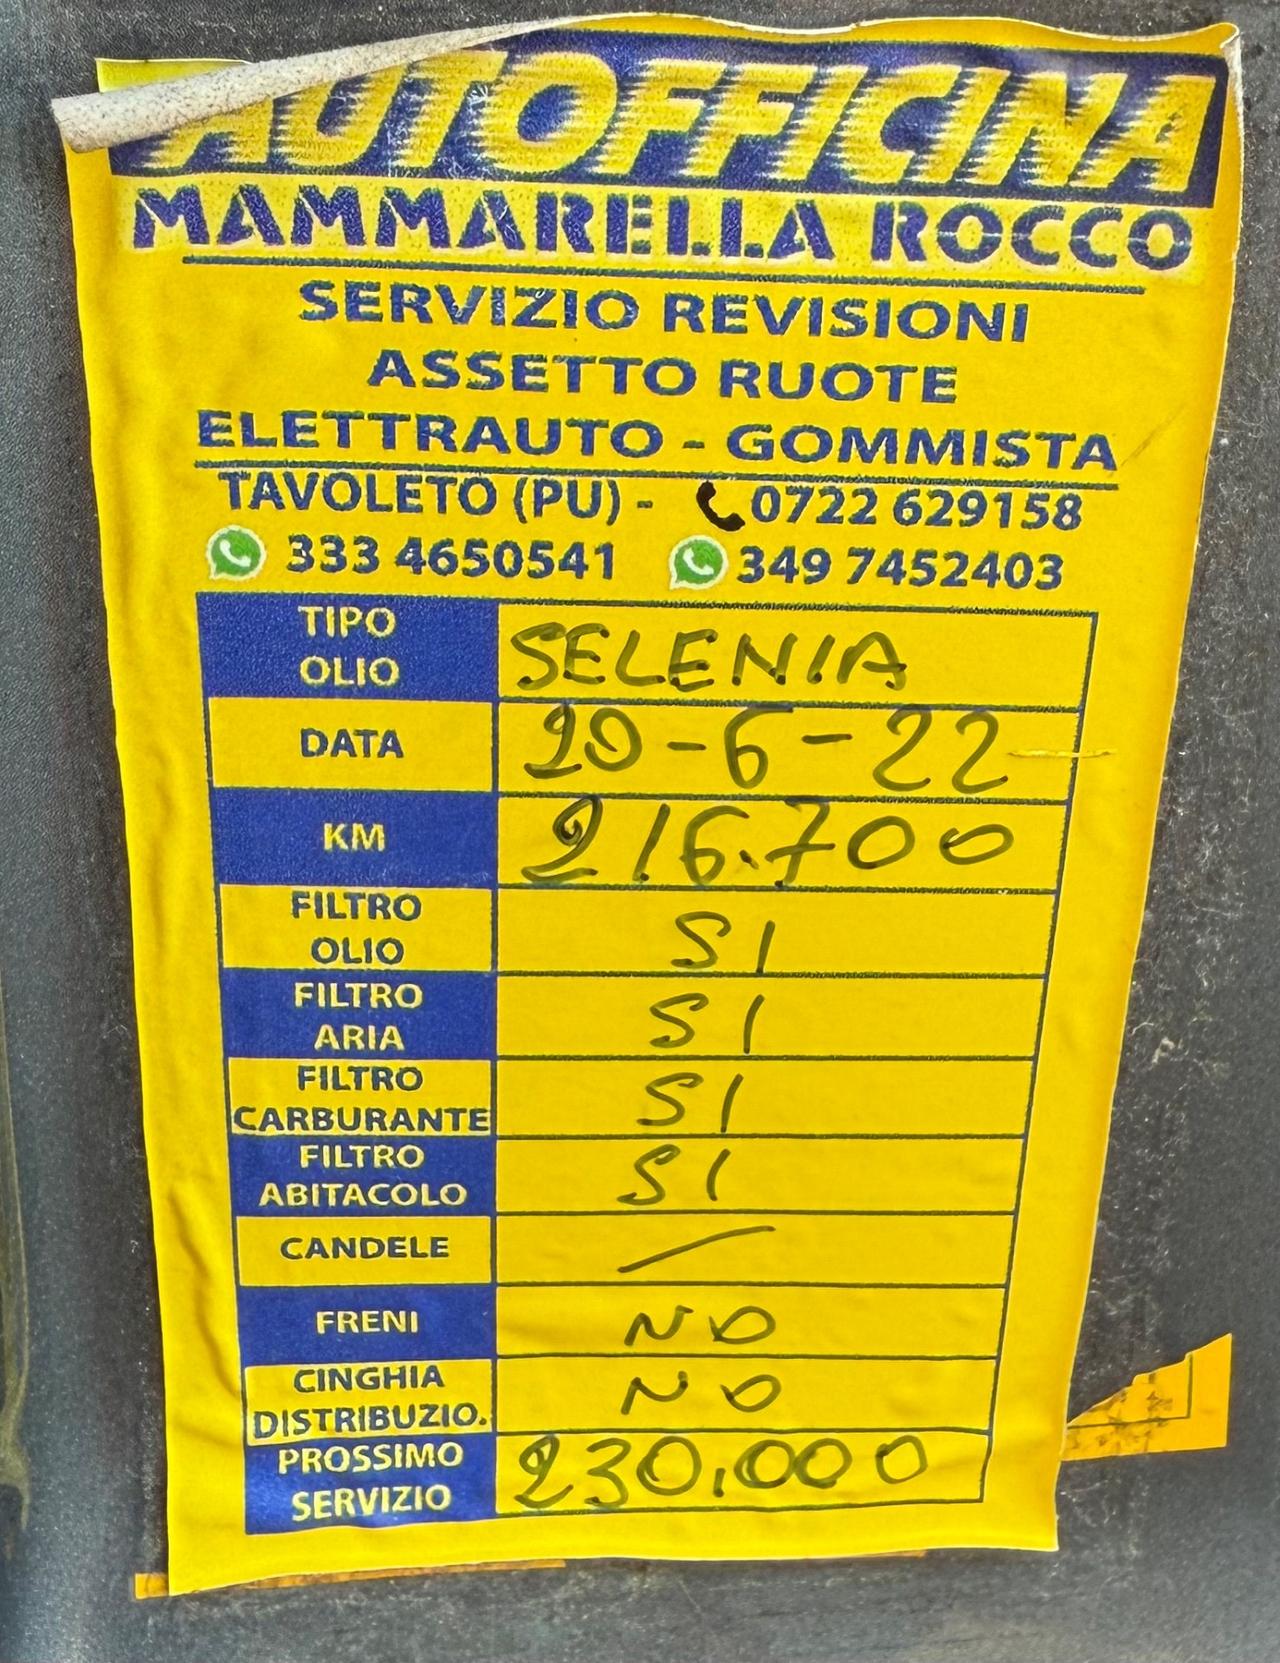 AUTOFFICINA
MAMMARELLA ROCCO
SERVIZIO REVISIONI
ASSETTO RUOTE
ELETTRAUTO - GOMMISTA
TAVOLETO (PU) - 0722 629158
333 4650541 349 7452403
TIPO OLIO SELENIA
DATA 20-6-22
KM 216.700
FILTRO OLIO SI
FILTRO ARIA SI
FILTRO CARBURANTE SI
FILTRO ABITACOLO SI
CANDELE /
FRENI NO
CINGHIA DISTRIBUZIO. NO
PROSSIMO SERVIZIO 230.000